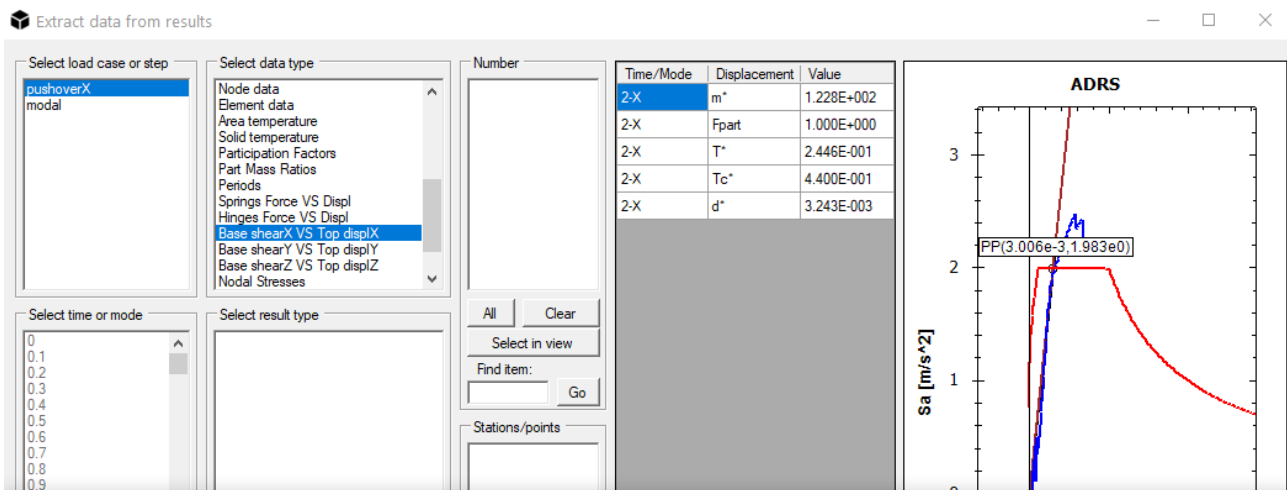 Extract data from results
Select load case or step
pushoverX
modal
Select data type
Node data
Element data
Area temperature
Solid temperature
Participation Factors
Part Mass Ratios
Periods
Springs Force VS Displ
Hinges Force VS Displ
Base shearX VS Top displX
Base shearY VS Top displY
Base shearZ VS Top displZ
Nodal Stresses
Number
All Clear
Select in view
Find item:
Go
Stations/points
Select time or mode
0
0.1
0.2
0.3
0.4
0.5
0.6
0.7
0.8
0.9
Select result type
Time/Mode Displacement Value
2-X m* 1.228E+002
2-X Fpart 1.000E+000
2-X T* 2.446E-001
2-X Tc* 4.400E-001
2-X d* 3.243E-003
ADRS
3
PP(3.006e-3,1.983e0)
2
1
Sa [m/s^2]